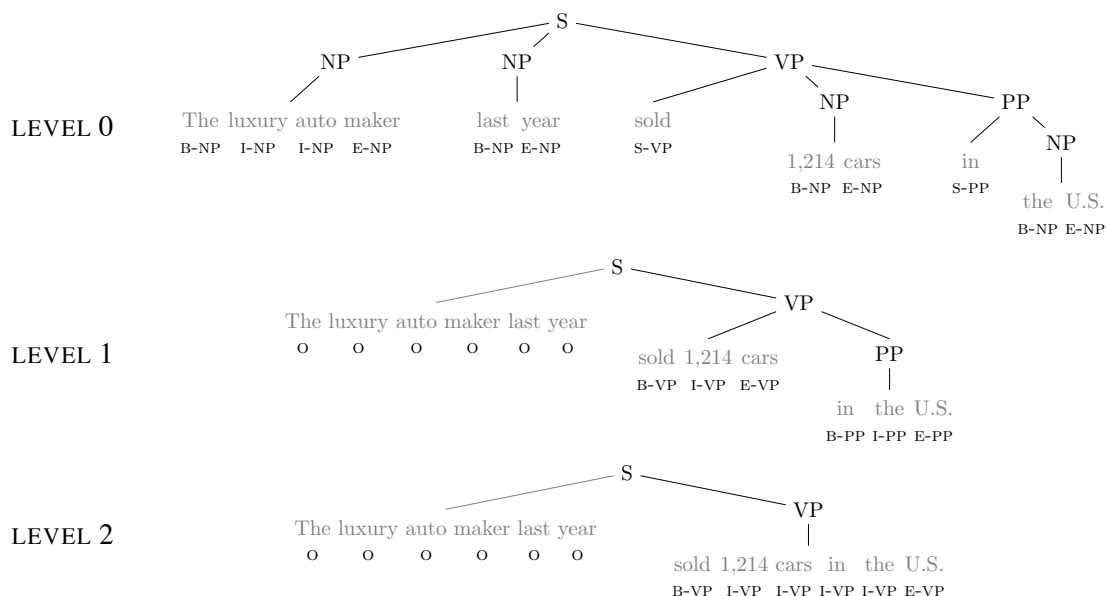 S
NP NP VP
LEVEL 0 The luxury auto maker last year sold NP PP
B-NP I-NP I-NP E-NP B-NP E-NP S-VP
1,214 cars in NP
B-NP E-NP S-PP
the U.S.
B-NP E-NP
S
VP
The luxury auto maker last year
O O O O O O
LEVEL 1 sold 1,214 cars PP
B-VP I-VP E-VP
in the U.S.
B-PP I-PP E-PP
S
VP
The luxury auto maker last year
LEVEL 2
O O O O O O
sold 1,214 cars in the U.S.
B-VP I-VP I-VP I-VP I-VP E-VP